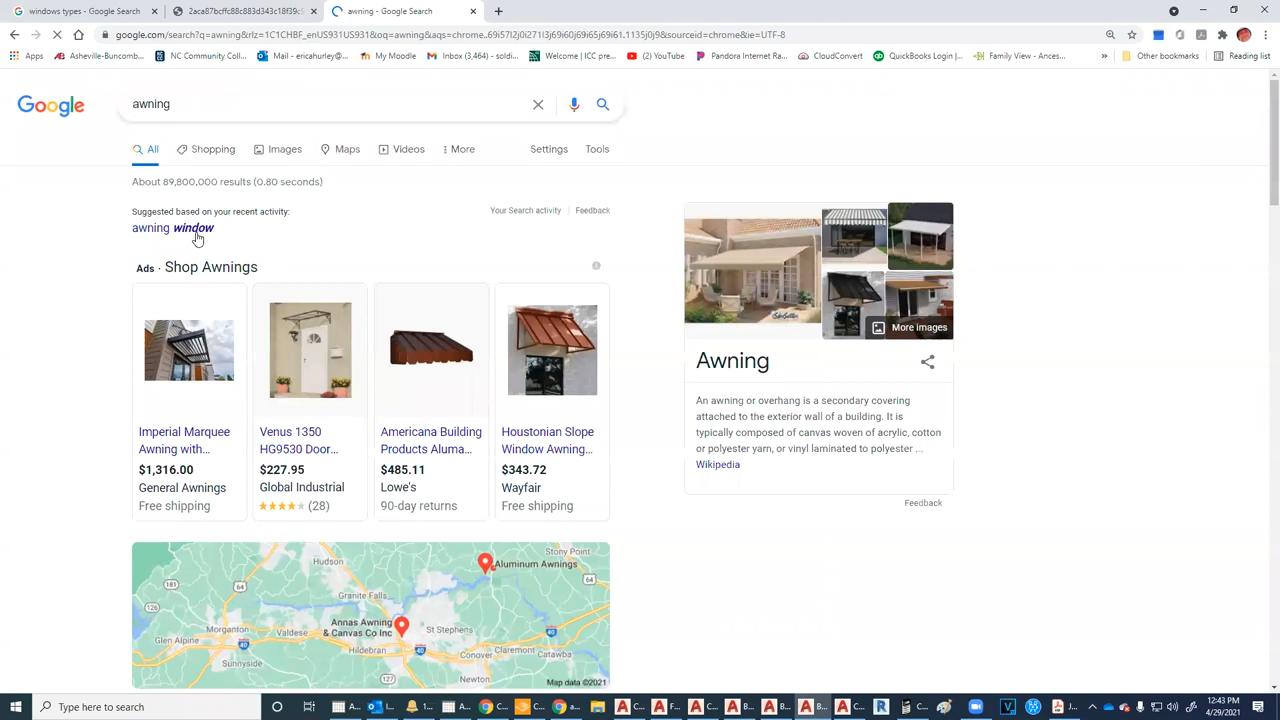 windows types - Google Search
2aca87bcffc88c883d343c18f39c5
awning - Google Search
google.com/search?q=awning&rlz=1C1CHBF_enUS931US931&oq=awning&aqs=chrome..69i57l2j0i271l3j69i60j69i65j69i61.1135j0j9&sourceid=chrome&ie=UTF-8
Apps
Asheville-Buncomb...
NC Community Coll...
Mail - ericahurley@...
My Moodle
Inbox (3,464) - solidi...
Welcome | ICC pre...
(2) YouTube
Pandora Internet Ra...
CloudConvert
QuickBooks Login |...
Family View - Ances...
»
Other bookmarks
Reading list
Google
awning
All
Shopping
Images
Maps
Videos
More
Settings
Tools
About 89,800,000 results (0.80 seconds)
Suggested based on your recent activity:
Your Search activity
Feedback
awning window
Ads · Shop Awnings
Imperial Marquee
Awning with...
$1,316.00
General Awnings
Free shipping
Venus 1350
HG9530 Door...
$227.95
Global Industrial
(28)
Americana Building
Products Aluma...
$485.11
Lowe's
90-day returns
Houstonian Slope
Window Awning...
$343.72
Wayfair
Free shipping
More images
Awning
An awning or overhang is a secondary covering
attached to the exterior wall of a building. It is
typically composed of canvas woven of acrylic, cotton
or polyester yarn, or vinyl laminated to polyester ...
Wikipedia
Feedback
Stony Point
Aluminum Awnings
Hudson
181
64
64
126
Granite Falls
Annas Awning
& Canvas Co Inc
St Stephens
Morganton
Valdese
Glen Alpine
40
Hildebran
40
40
Conover
Claremont
Catawba
Sunnyside
127
Newton
Map data ©2021
Type here to search
12:43 PM
4/29/2021